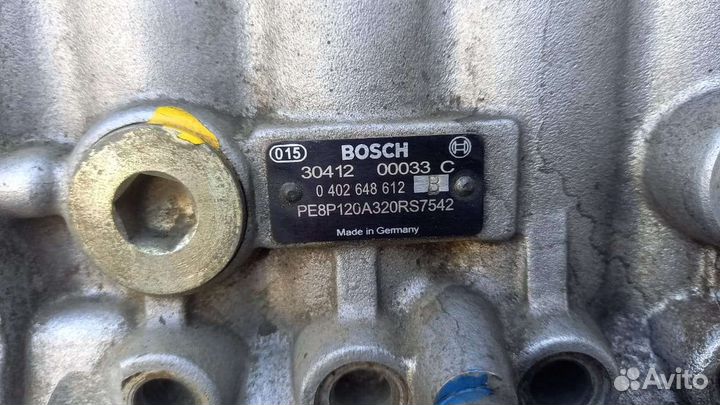 015 BOSCH
30412 00033 C
0 402 648 612 B
PE8P120A320RS7542
Made in Germany
Avito